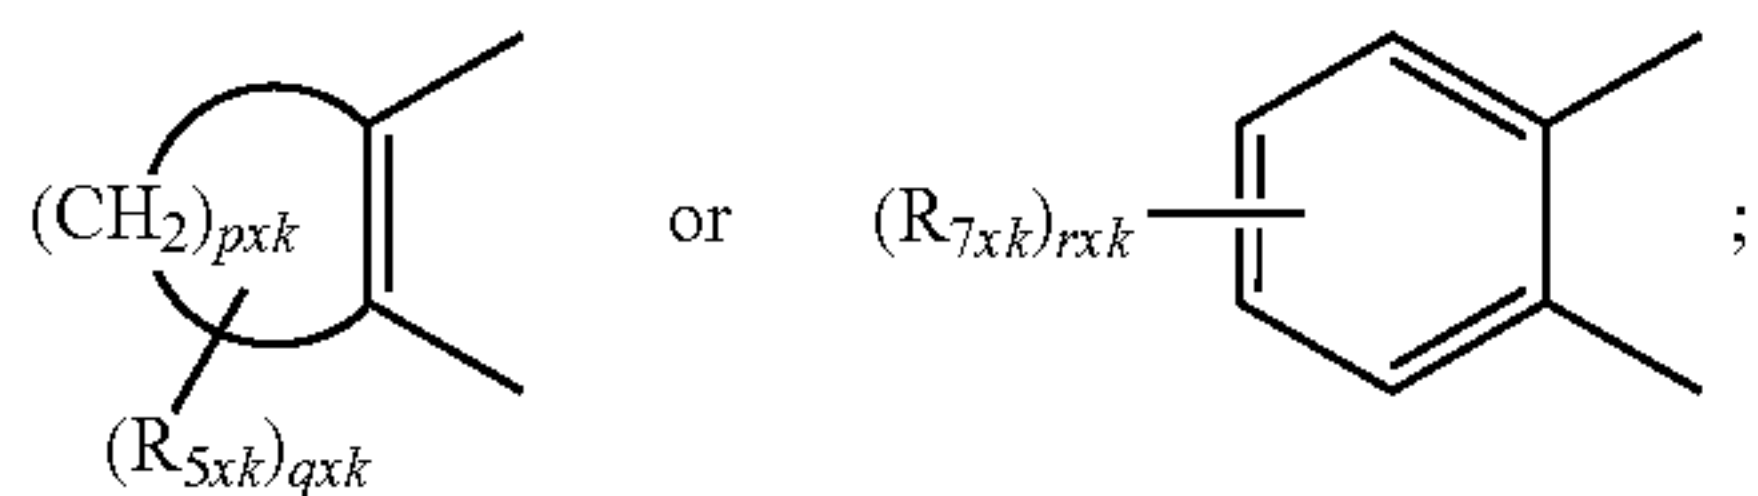 (CH₂)ₚₓₖ or (R₇ₓₖ)ᵣₓₖ ;
(R₅ₓₖ)qxk